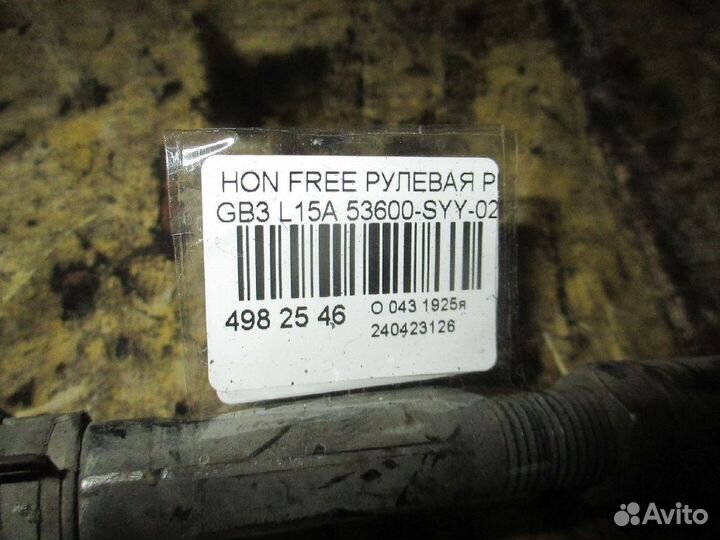 HON FREE РУЛЕВАЯ Р
GB3 L15A 53600-SYY-02
498 25 46
О 043 1925я
240423126
Avito